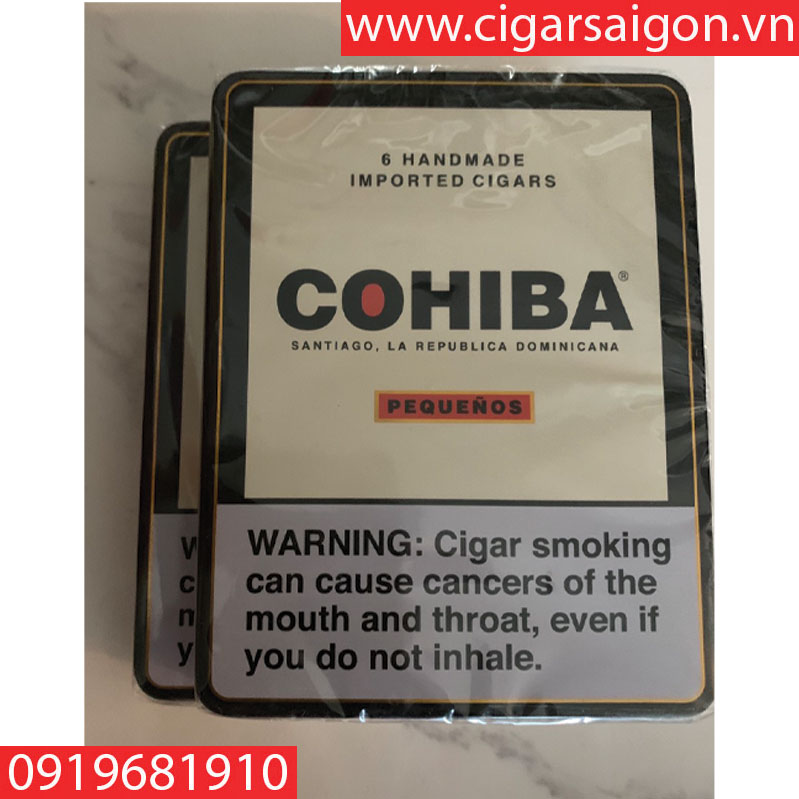 www.cigarsaigon.vn
6 HANDMADE
IMPORTED CIGARS
COHIBA®
SANTIAGO, LA REPUBLICA DOMINICANA
PEQUEÑOS
WARNING: Cigar smoking
can cause cancers of the
mouth and throat, even if
you do not inhale.
W
c
m
y
0919681910